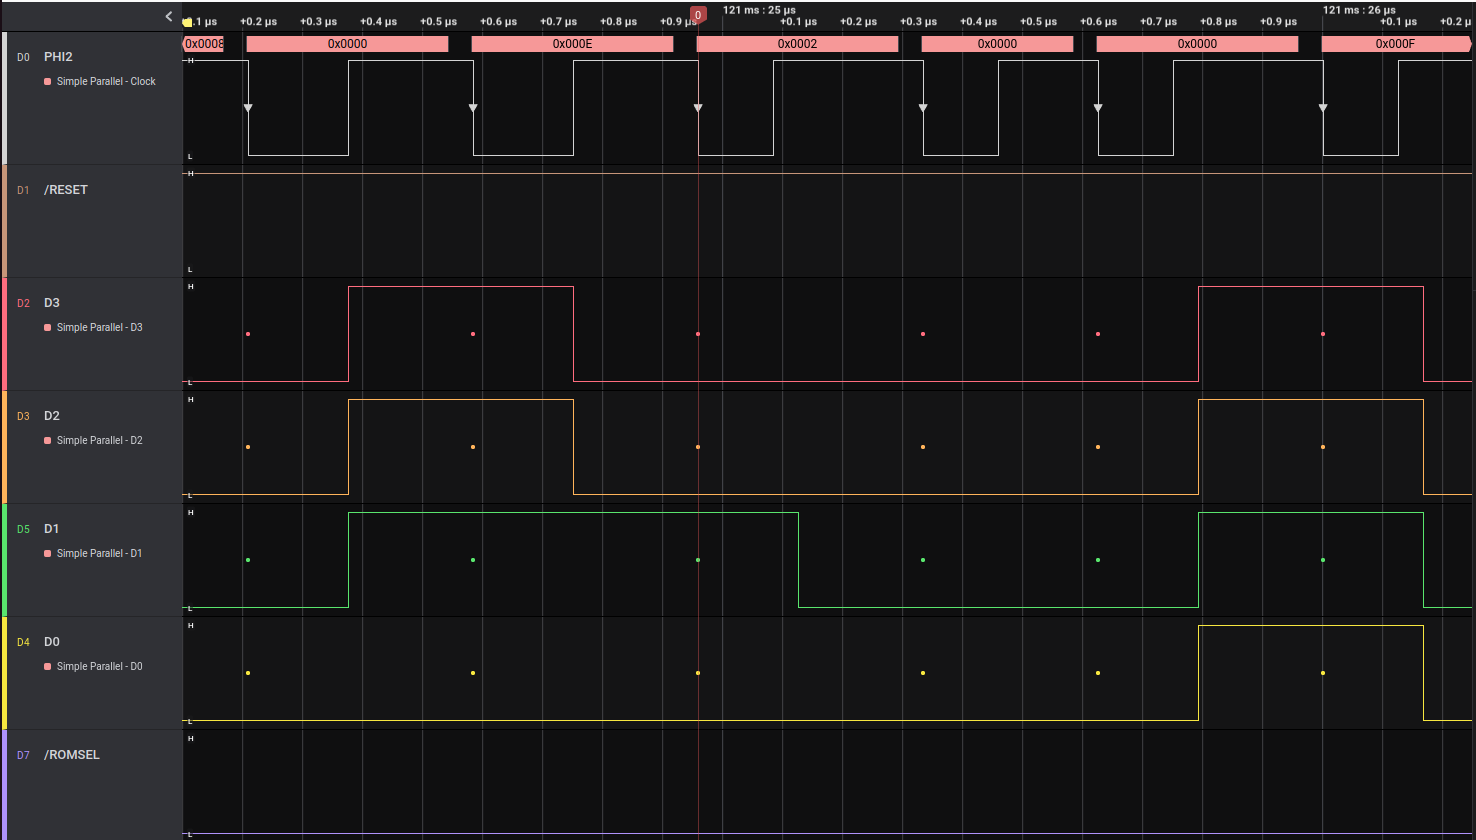 0 121 ms : 25 µs 121 ms : 26 µs
.1 µs +0.2 µs +0.3 µs +0.4 µs +0.5 µs +0.6 µs +0.7 µs +0.8 µs +0.9 µs +0.1 µs +0.2 µs +0.3 µs +0.4 µs +0.5 µs +0.6 µs +0.7 µs +0.8 µs +0.9 µs +0.1 µs +0.2 µ
0x0008 0x0000 0x000E 0x0002 0x0000 0x0000 0x000F
D0 PHI2
H
Simple Parallel - Clock
L
D1 /RESET
H
L
D2 D3
H
Simple Parallel - D3
L
D3 D2
H
Simple Parallel - D2
L
D5 D1
H
Simple Parallel - D1
L
D4 D0
H
Simple Parallel - D0
L
D7 /ROMSEL
H
L